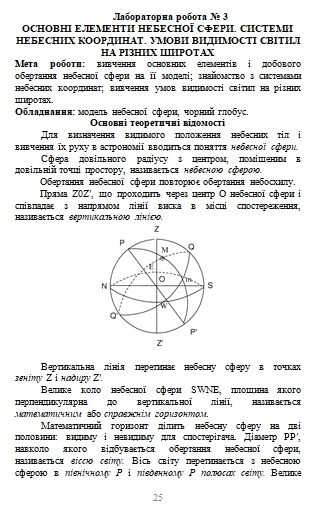 Лабораторна робота № 3
ОСНОВНІ ЕЛЕМЕНТИ НЕБЕСНОЇ СФЕРИ. СИСТЕМИ
НЕБЕСНИХ КООРДИНАТ. УМОВИ ВИДИМОСТІ СВІТИЛ
НА РІЗНИХ ШИРОТАХ
Мета роботи: вивчення основних елементів і добового
обертання небесної сфери на її моделі; знайомство з системами
небесних координат; вивчення умов видимості світил на різних
широтах.
Обладнання: модель небесної сфери, чорний глобус.
Основні теоретичні відомості
Для визначення видимого положення небесних тіл і
вивчення їх руху в астрономії вводиться поняття небесної сфери.
Сфера довільного радіусу з центром, поміщеним в
довільній точці простору, називається небесною сферою.
Обертання небесної сфери повторює обертання небосхилу.
Пряма Z0Z', що проходить через центр О небесної сфери і
співпадає з напрямом лінії виска в місці спостереження,
називається вертикальною лінією.
Z
P
M
Q
E
m
O
N
S
W
Q'
P'
Z'
Вертикальна лінія перетинає небесну сферу в точках
зеніту Z і надиру Z'.
Велике коло небесної сфери SWNE, площина якого
перпендикулярна до вертикальної лінії, називається
математичним або справжнім горизонтом.
Математичний горизонт ділить небесну сферу на дві
половини: видиму і невидиму для спостерігача. Діаметр PP',
навколо якого відбувається обертання небесної сфери,
називається віссю світу. Вісь світу перетинається з небесною
сферою в північному P і південному P полюсах світу. Велике
25